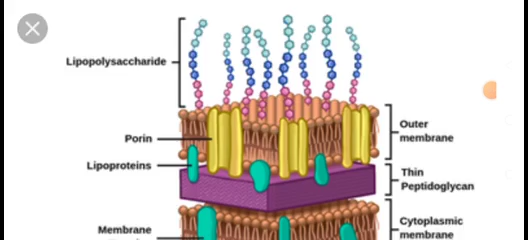 Lipopolysaccharide
Porin
Lipoproteins
Outer
membrane
Thin
Peptidoglycan
Cytoplasmic
membrane
Membrane